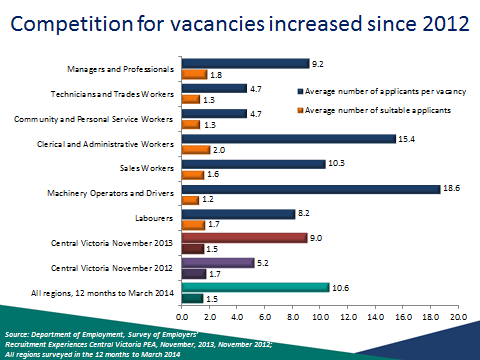 Competition for vacancies increased since 2012
Managers and Professionals
9.2
1.8
Technicians and Trades Workers
4.7
1.3
Community and Personal Service Workers
4.7
1.3
Clerical and Administrative Workers
15.4
2.0
Sales Workers
10.3
1.6
Machinery Operators and Drivers
18.6
1.2
Labourers
8.2
1.7
Central Victoria November 2013
9.0
1.5
Central Victoria November 2012
5.2
1.7
All regions, 12 months to March 2014
10.6
1.5
Average number of applicants per vacancy
Average number of suitable applicants
0.0 2.0 4.0 6.0 8.0 10.0 12.0 14.0 16.0 18.0 20.0
Source: Department of Employment, Survey of Employers'
Recruitment Experiences Central Victoria PEA, November, 2013, November 2012;
All regions surveyed in the 12 months to March 2014